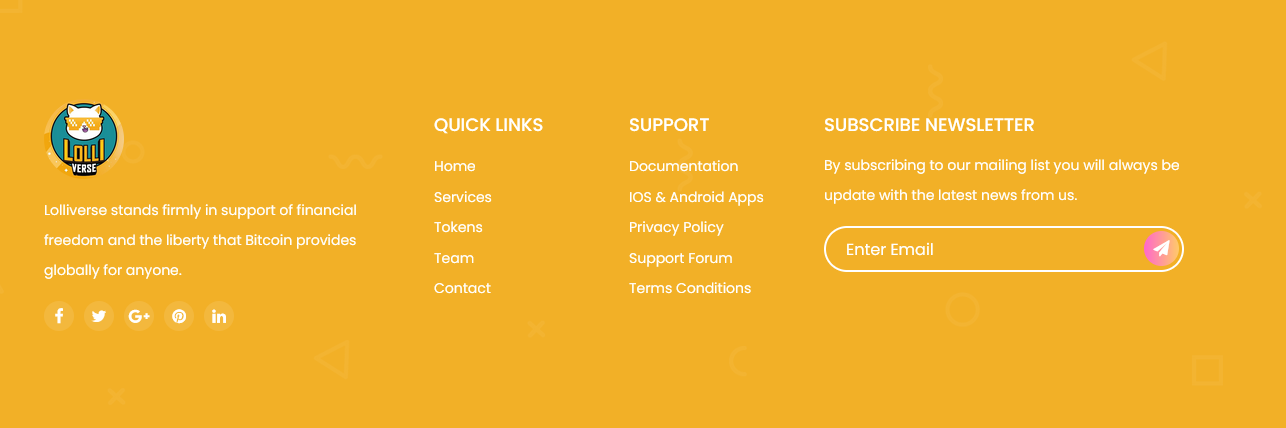 LOLLI
VERSE
Lolliverse stands firmly in support of financial
freedom and the liberty that Bitcoin provides
globally for anyone.
QUICK LINKS
Home
Services
Tokens
Team
Contact
SUPPORT
Documentation
IOS & Android Apps
Privacy Policy
Support Forum
Terms Conditions
SUBSCRIBE NEWSLETTER
By subscribing to our mailing list you will always be
update with the latest news from us.
Enter Email